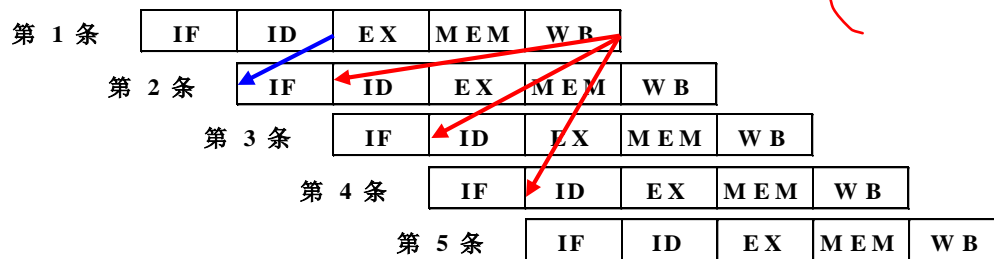 第 1 条 IF ID EX MEM WB
第 2 条 IF ID EX MEM WB
第 3 条 IF ID EX MEM WB
第 4 条 IF ID EX MEM WB
第 5 条 IF ID EX MEM WB